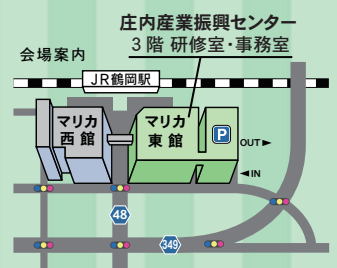 庄内産業振興センター
3階 研修室・事務室
会場案内
JR鶴岡駅
マリカ
西館
マリカ
東館
P
OUT►
◄IN
48
349